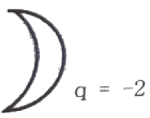 q = -2